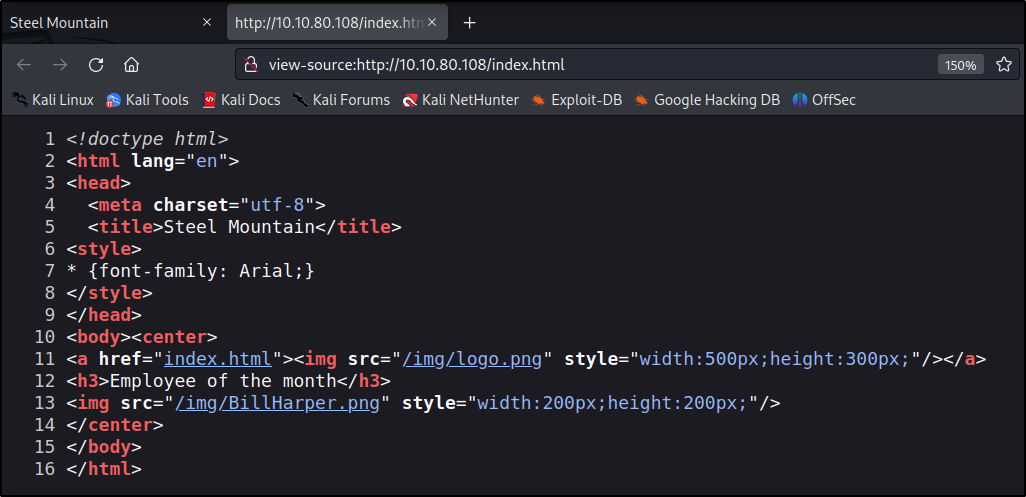 Steel Mountain
http://10.10.80.108/index.htm
view-source:http://10.10.80.108/index.html
150%
Kali Linux Kali Tools Kali Docs Kali Forums Kali NetHunter Exploit-DB Google Hacking DB OffSec
1 <!doctype html>
2 <html lang="en">
3 <head>
4   <meta charset="utf-8">
5   <title>Steel Mountain</title>
6 <style>
7 * {font-family: Arial;}
8 </style>
9 </head>
10 <body><center>
11 <a href="index.html"><img src="/img/logo.png" style="width:500px;height:300px;"/></a>
12 <h3>Employee of the month</h3>
13 <img src="/img/BillHarper.png" style="width:200px;height:200px;"/>
14 </center>
15 </body>
16 </html>